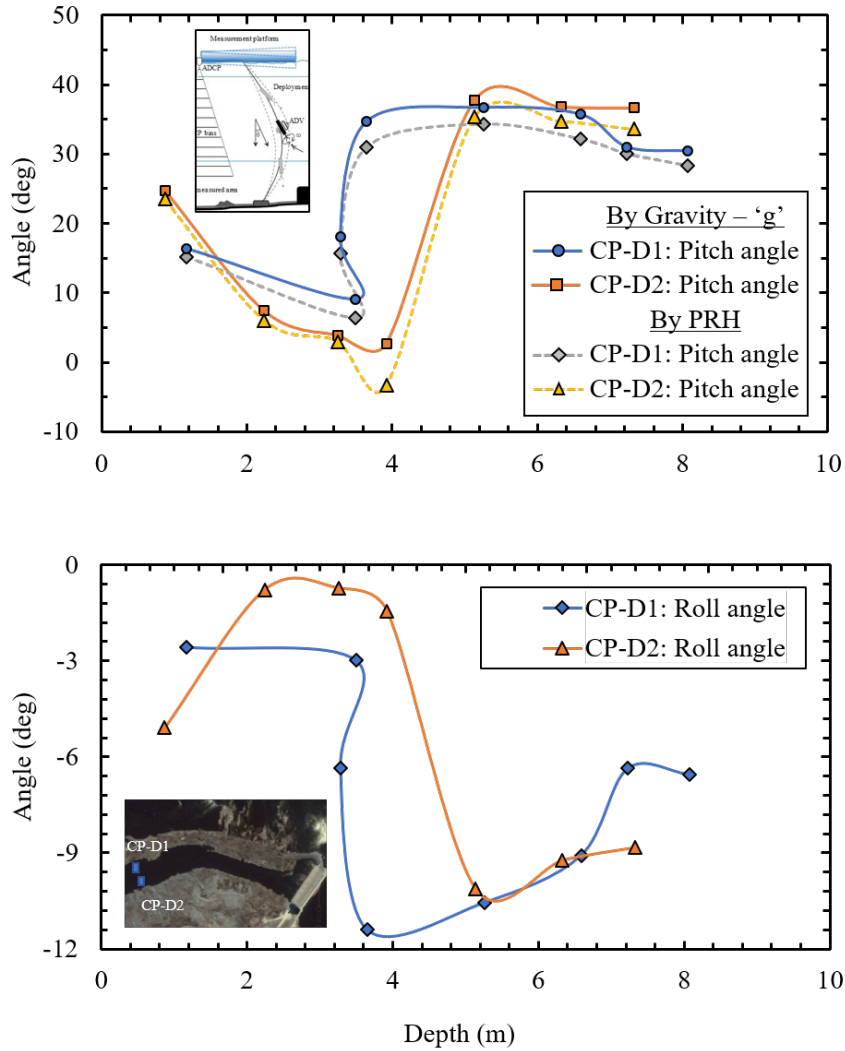 50
40
30
20
10
0
-10
Angle (deg)
Measurement platform
ADCP
Deploymen
ADV
P bins
measured area
By Gravity – ‘g’
CP-D1: Pitch angle
CP-D2: Pitch angle
By PRH
CP-D1: Pitch angle
CP-D2: Pitch angle
0 2 4 6 8 10
-0
-3
-6
-9
-12
Angle (deg)
CP-D1: Roll angle
CP-D2: Roll angle
CP-D1
CP-D2
0 2 4 6 8 10
Depth (m)